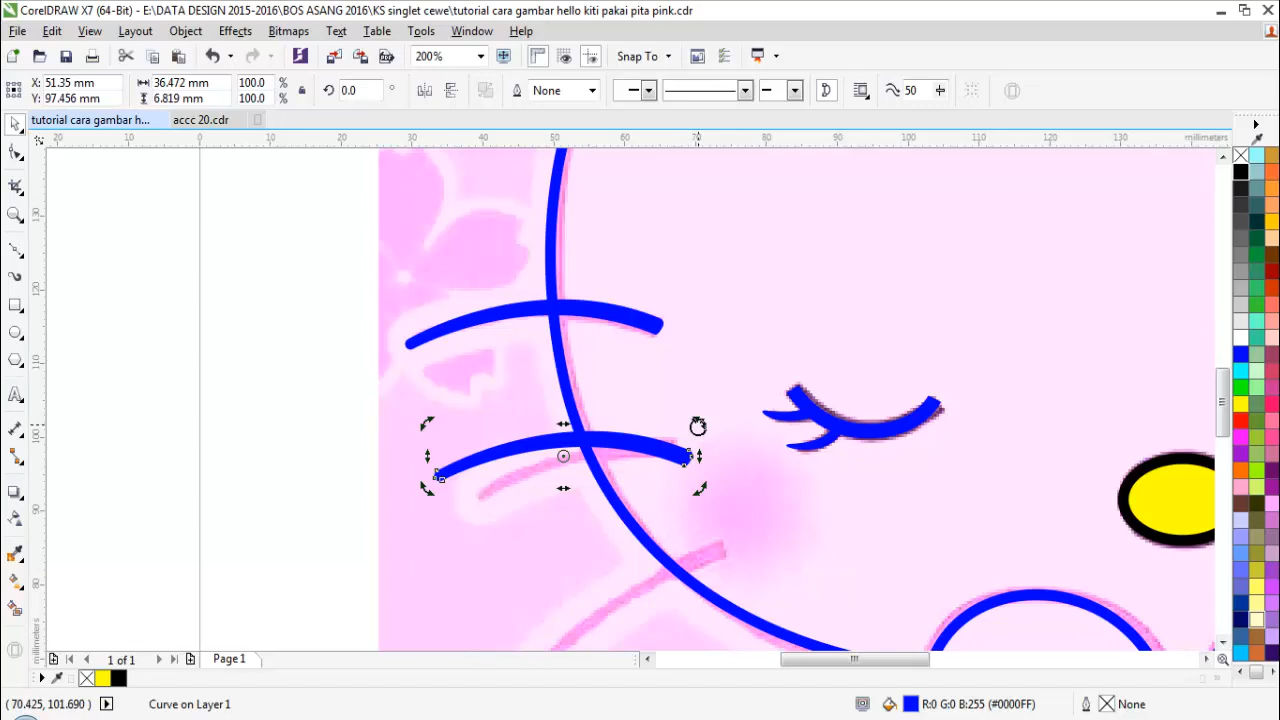 CorelDRAW X7 (64-Bit) - E:\DATA DESIGN 2015-2016\BOS ASANG 2016\KS singlet cewe\tutorial cara gambar hello kiti pakai pita pink.cdr
File Edit View Layout Object Effects Bitmaps Text Table Tools Window Help
200% Snap To
X: 51.35 mm 36.472 mm 100.0 % 0.0 ° None 50
Y: 97.456 mm 6.819 mm 100.0 %
tutorial cara gambar h... accc 20.cdr
20 10 0 10 20 30 40 50 60 70 80 90 100 110 120 130 millimeters
130
120
110
100
90
80
millimeters
1 of 1 Page 1
(70.425, 101.690) Curve on Layer 1 R:0 G:0 B:255 (#0000FF) None